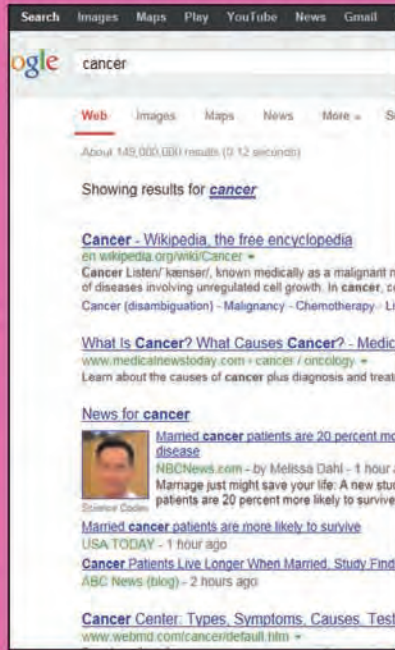 Search Images Maps Play YouTube News Gmail
ogle cancer
Web Images Maps News More S
About 149,000,000 results (0.12 seconds)
Showing results for cancer
Cancer - Wikipedia, the free encyclopedia
en.wikipedia.org/wiki/Cancer
Cancer Listen/ˈkænsər/, known medically as a malignant n
of diseases involving unregulated cell growth. In cancer, c
Cancer (disambiguation) - Malignancy - Chemotherapy - Li
What Is Cancer? What Causes Cancer? - Medic
www.medicalnewstoday.com › cancer / oncology
Learn about the causes of cancer plus diagnosis and treat
News for cancer
Married cancer patients are 20 percent mo
disease
NBCNews.com - by Melissa Dahl - 1 hour a
Marriage just might save your life: A new stu
patients are 20 percent more likely to survive
Science Codex
Married cancer patients are more likely to survive
USA TODAY - 1 hour ago
Cancer Patients Live Longer When Married, Study Find
ABC News (blog) - 2 hours ago
Cancer Center: Types, Symptoms, Causes, Test
www.webmd.com/cancer/default.htm